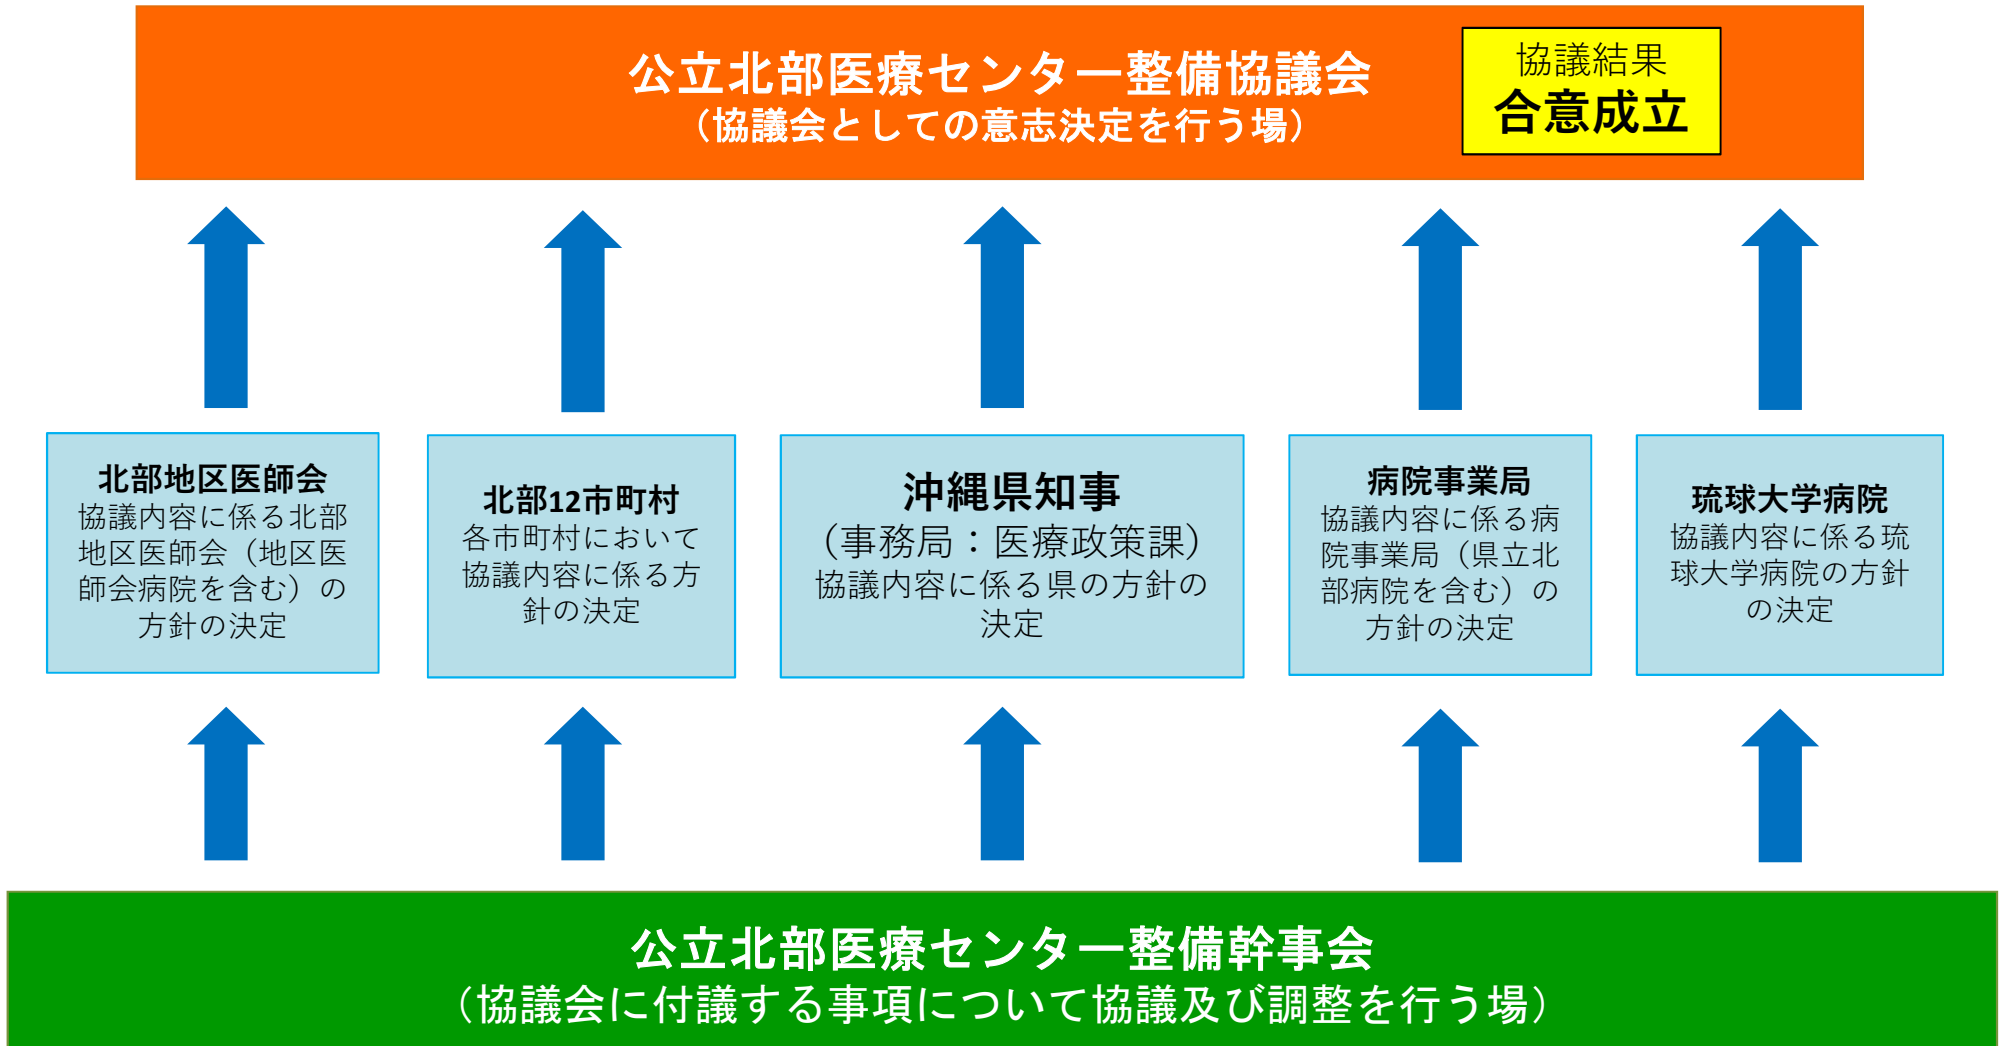 公立北部医療センター整備協議会
（協議会としての意志決定を行う場）
協議結果
合意成立
北部地区医師会
協議内容に係る北部
地区医師会（地区医
師会病院を含む）の
方針の決定
北部12市町村
各市町村において
協議内容に係る方
針の決定
沖縄県知事
（事務局：医療政策課）
協議内容に係る県の方針の
決定
病院事業局
協議内容に係る病
院事業局（県立北
部病院を含む）の
方針の決定
琉球大学病院
協議内容に係る琉
球大学病院の方針
の決定
公立北部医療センター整備幹事会
（協議会に付議する事項について協議及び調整を行う場）